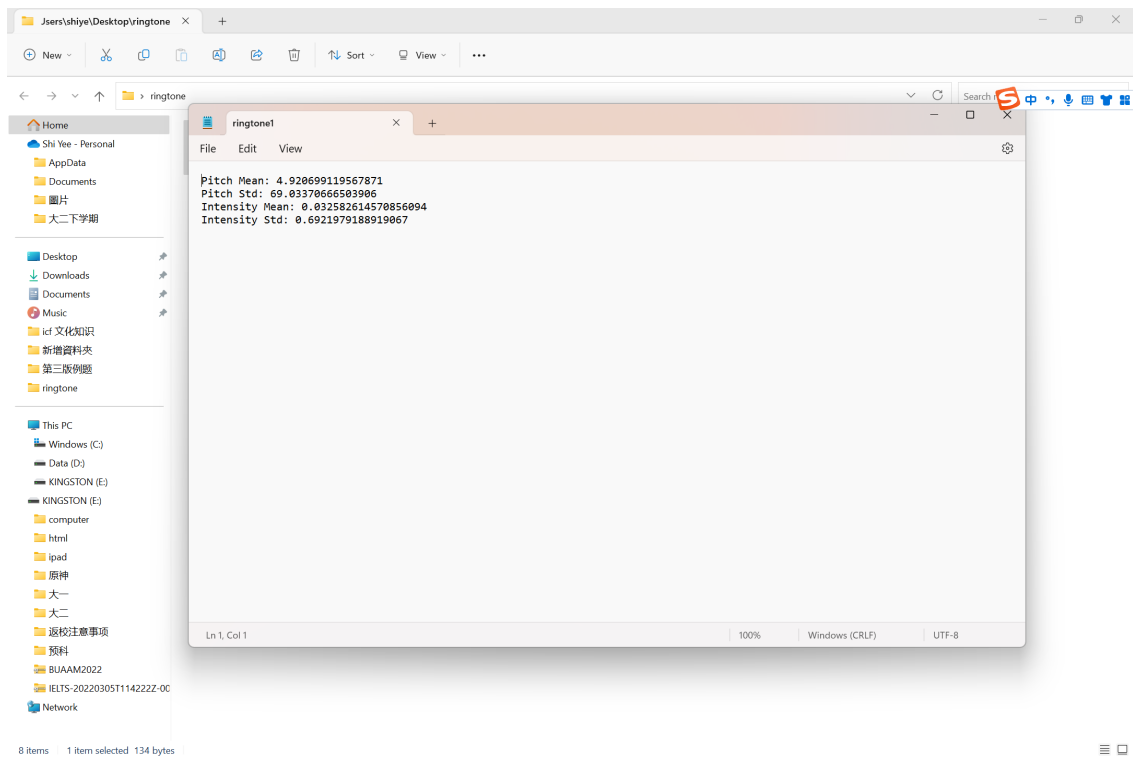 Jsers\shiye\Desktop\ringtone
New
Sort
View
ringtone
Search
中
ringtone1
File
Edit
View
Pitch Mean: 4.920699119567871
Pitch Std: 69.03370666503906
Intensity Mean: 0.032582614570856094
Intensity Std: 0.6921979188919067
Ln 1, Col 1
100%
Windows (CRLF)
UTF-8
Home
Shi Yee - Personal
AppData
Documents
圖片
大二下学期
Desktop
Downloads
Documents
Music
icf 文化知识
新增資料夾
第三版例题
ringtone
This PC
Windows (C:)
Data (D:)
KINGSTON (E:)
KINGSTON (E:)
computer
html
ipad
原神
大一
大二
返校注意事项
预科
BUAAM2022
IELTS-20220305T114222Z-00
Network
8 items
1 item selected 134 bytes